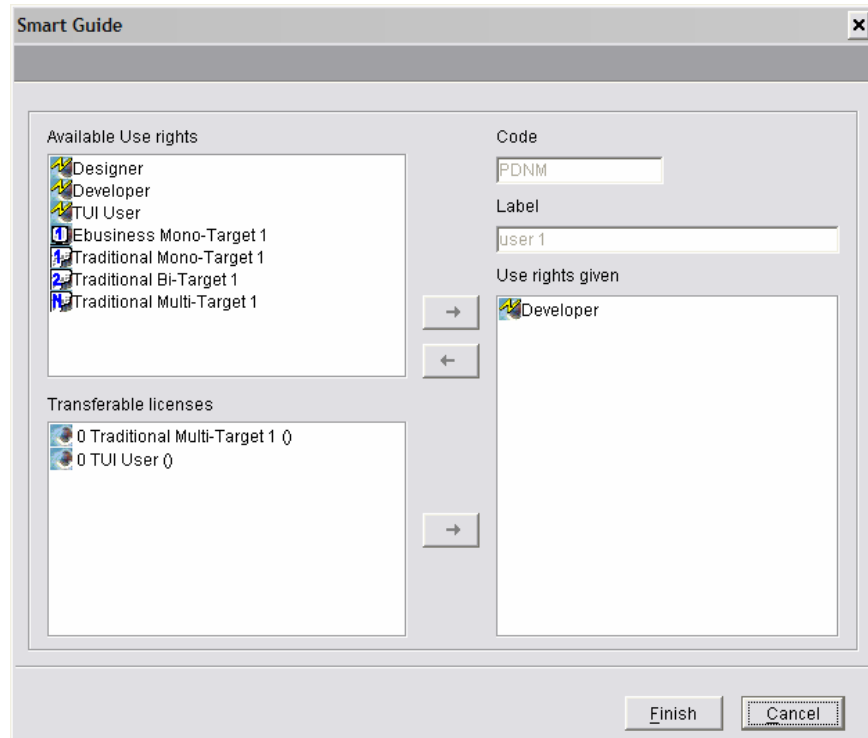 Smart Guide
Available Use rights
Designer
Developer
TUI User
Ebusiness Mono-Target 1
Traditional Mono-Target 1
Traditional Bi-Target 1
Traditional Multi-Target 1
Transferable licenses
0 Traditional Multi-Target 1 ()
0 TUI User ()
Code
PDNM
Label
user 1
Use rights given
Developer
Finish
Cancel